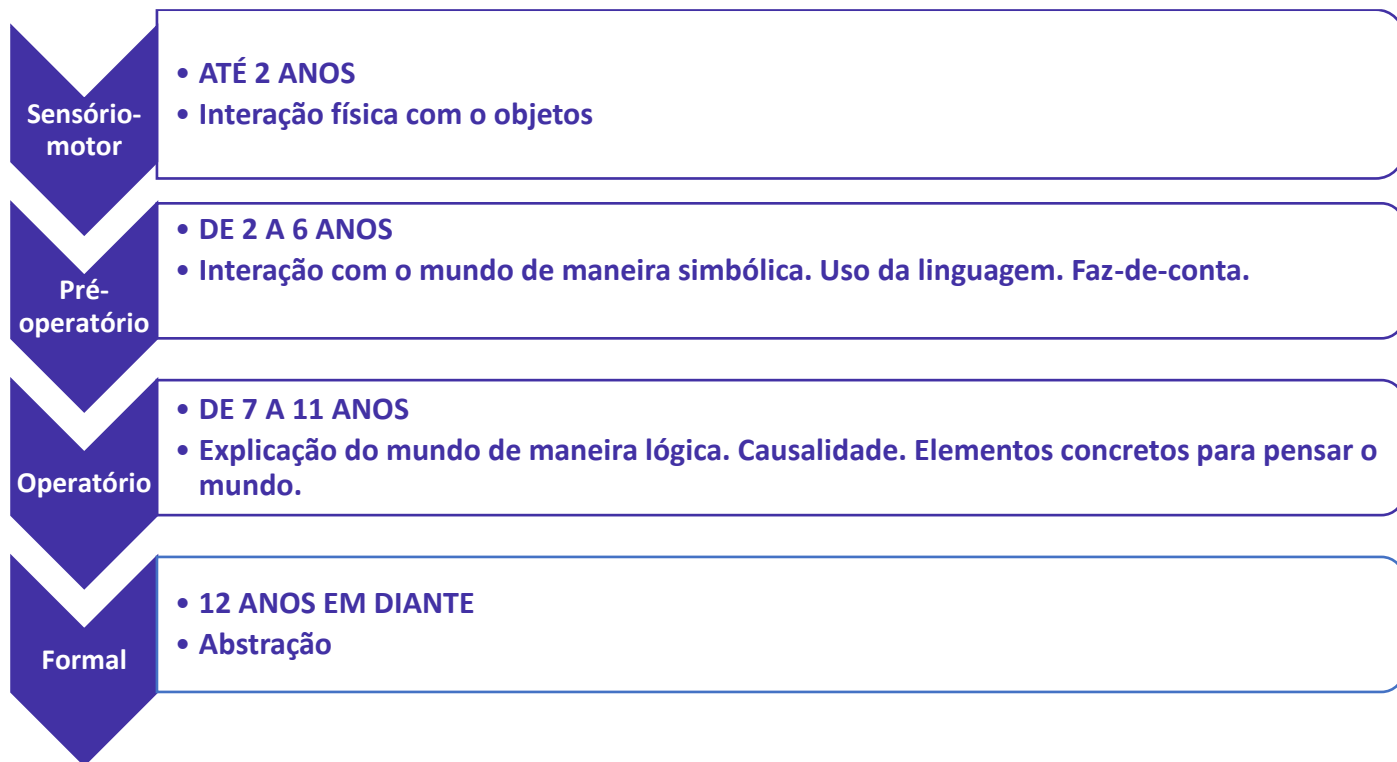 Sensório-
motor
• ATÉ 2 ANOS
• Interação física com o objetos
Pré-
operatório
• DE 2 A 6 ANOS
• Interação com o mundo de maneira simbólica. Uso da linguagem. Faz-de-conta.
Operatório
• DE 7 A 11 ANOS
• Explicação do mundo de maneira lógica. Causalidade. Elementos concretos para pensar o
mundo.
Formal
• 12 ANOS EM DIANTE
• Abstração